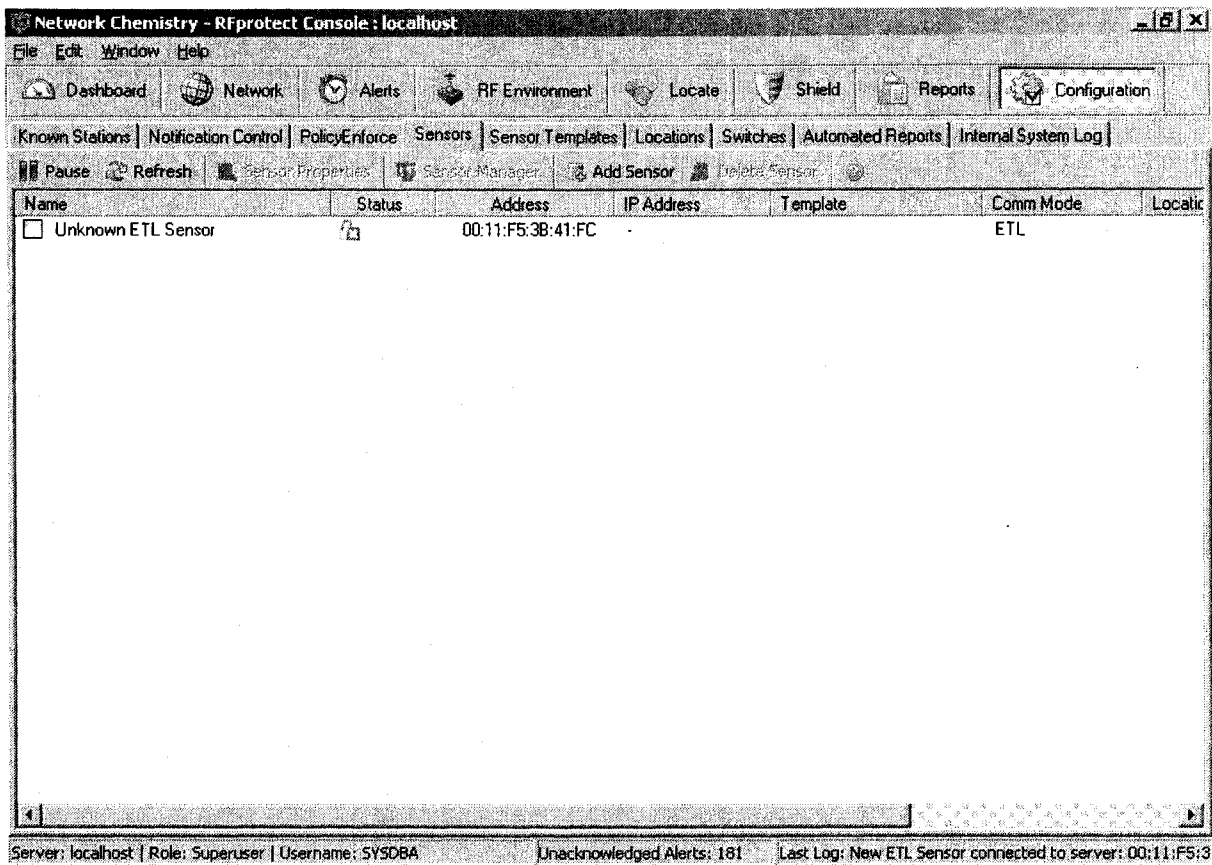 Network Chemistry - RFprotect Console : localhost
File Edit Window Help
Dashboard Network Alerts RF Environment Locate Shield Reports Configuration
Known Stations Notification Control PolicyEnforce Sensors Sensor Templates Locations Switches Automated Reports Internal System Log
Pause Refresh Sensor Properties Sensor Manager Add Sensor Delete Sensor
Name Status Address IP Address Template Comm Mode Locatic
Unknown ETL Sensor 00:11:F5:3B:41:FC - ETL
Server: localhost | Role: Superuser | Username: SYSDBA Unacknowledged Alerts: 181 Last Log: New ETL Sensor connected to server: 00:11:F5:3